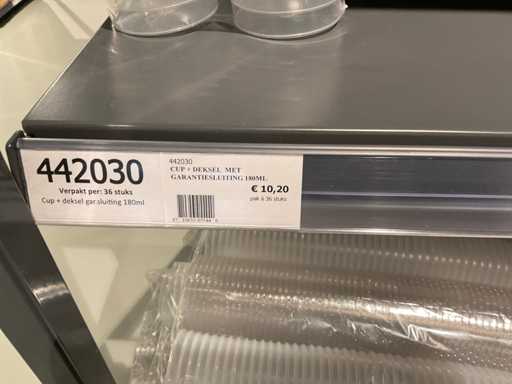 442030
Verpakt per: 36 stuks
Cup + deksel gar.sluiting 180ml
442030
CUP + DEKSEL MET
GARANTIESLUITING 180ML
€ 10,20
pak à 36 stuks